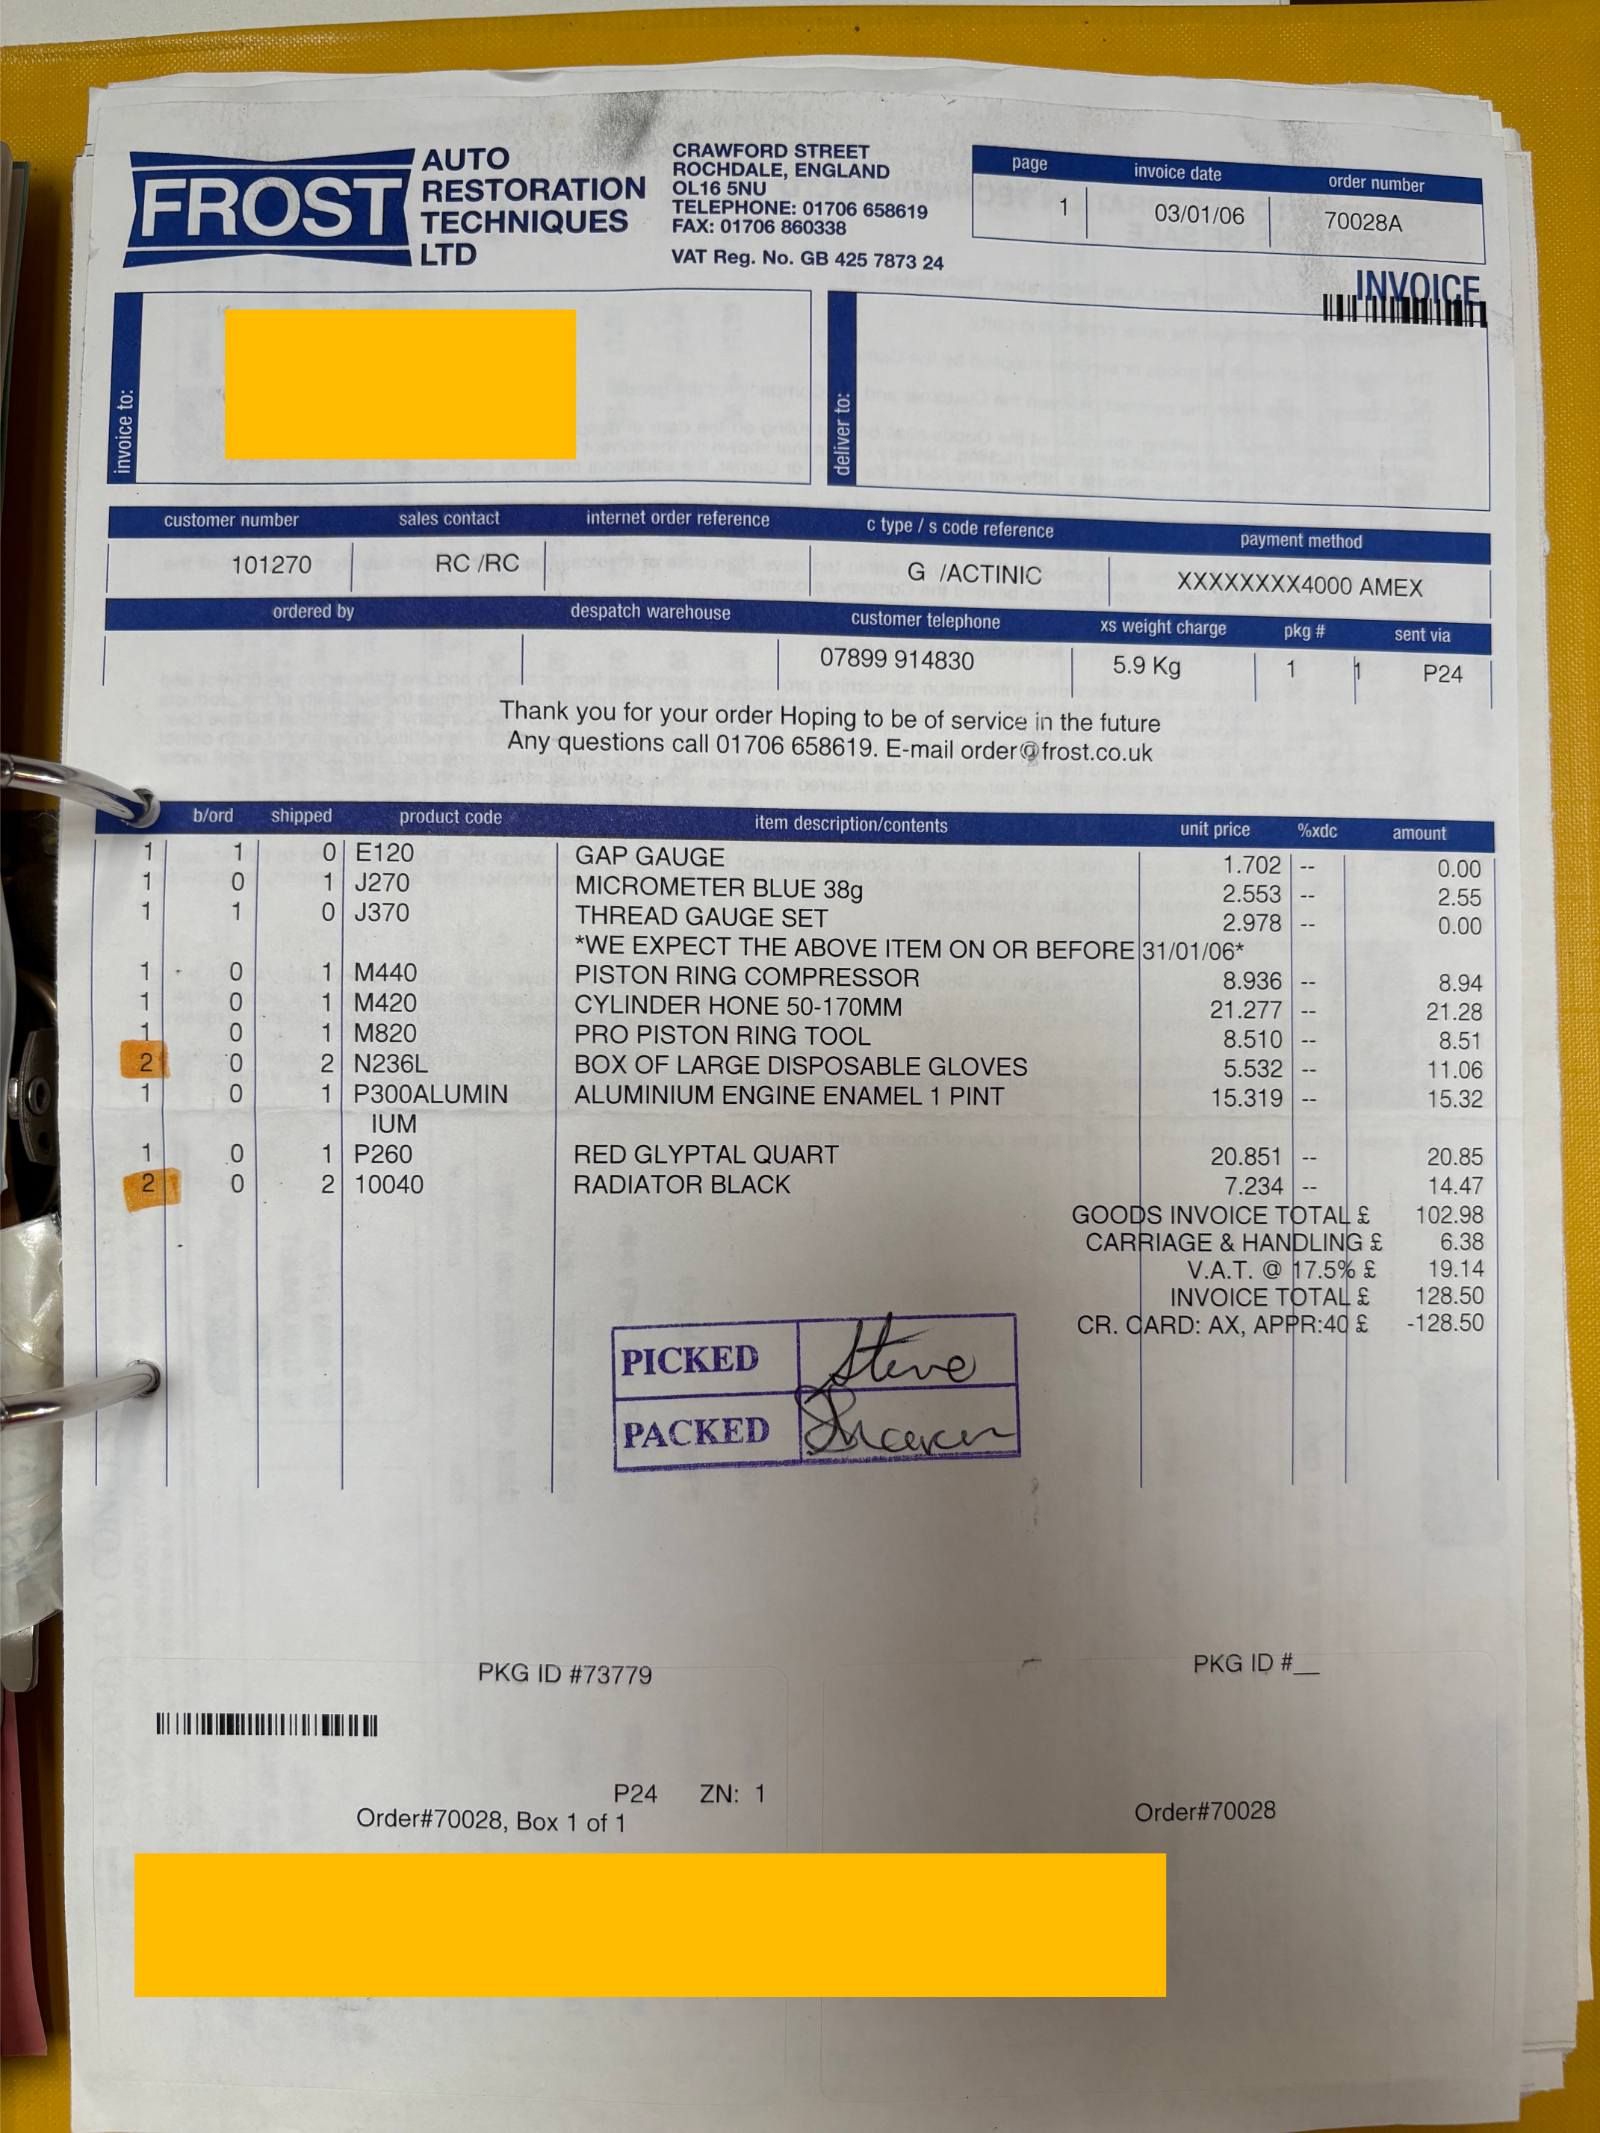 FROST
AUTO
RESTORATION
TECHNIQUES
LTD
CRAWFORD STREET
ROCHDALE, ENGLAND
OL16 5NU
TELEPHONE: 01706 658619
FAX: 01706 860338
VAT Reg. No. GB 425 7873 24
page invoice date order number
1 03/01/06 70028A
INVOICE
invoice to:
deliver to:
customer number sales contact internet order reference c type / s code reference payment method
101270 RC /RC G /ACTINIC XXXXXXXX4000 AMEX
ordered by despatch warehouse customer telephone xs weight charge pkg # sent via
07899 914830 5.9 Kg 1 1 P24
Thank you for your order Hoping to be of service in the future
Any questions call 01706 658619. E-mail order@frost.co.uk
b/ord shipped product code item description/contents unit price %xdc amount
1 1 0 E120 GAP GAUGE 1.702 -- 0.00
1 0 1 J270 MICROMETER BLUE 38g 2.553 -- 2.55
1 1 0 J370 THREAD GAUGE SET 2.978 -- 0.00
*WE EXPECT THE ABOVE ITEM ON OR BEFORE 31/01/06*
1 0 1 M440 PISTON RING COMPRESSOR 8.936 -- 8.94
1 0 1 M420 CYLINDER HONE 50-170MM 21.277 -- 21.28
1 0 1 M820 PRO PISTON RING TOOL 8.510 -- 8.51
2 0 2 N236L BOX OF LARGE DISPOSABLE GLOVES 5.532 -- 11.06
1 0 1 P300ALUMIN ALUMINIUM ENGINE ENAMEL 1 PINT 15.319 -- 15.32
IUM
1 0 1 P260 RED GLYPTAL QUART 20.851 -- 20.85
2 0 2 10040 RADIATOR BLACK 7.234 -- 14.47
GOODS INVOICE TOTAL £ 102.98
CARRIAGE & HANDLING £ 6.38
V.A.T. @ 17.5% £ 19.14
INVOICE TOTAL £ 128.50
CR. CARD: AX, APPR:40 £ -128.50
PICKED Steve
PACKED
PKG ID #73779
PKG ID #__
P24 ZN: 1
Order#70028, Box 1 of 1
Order#70028